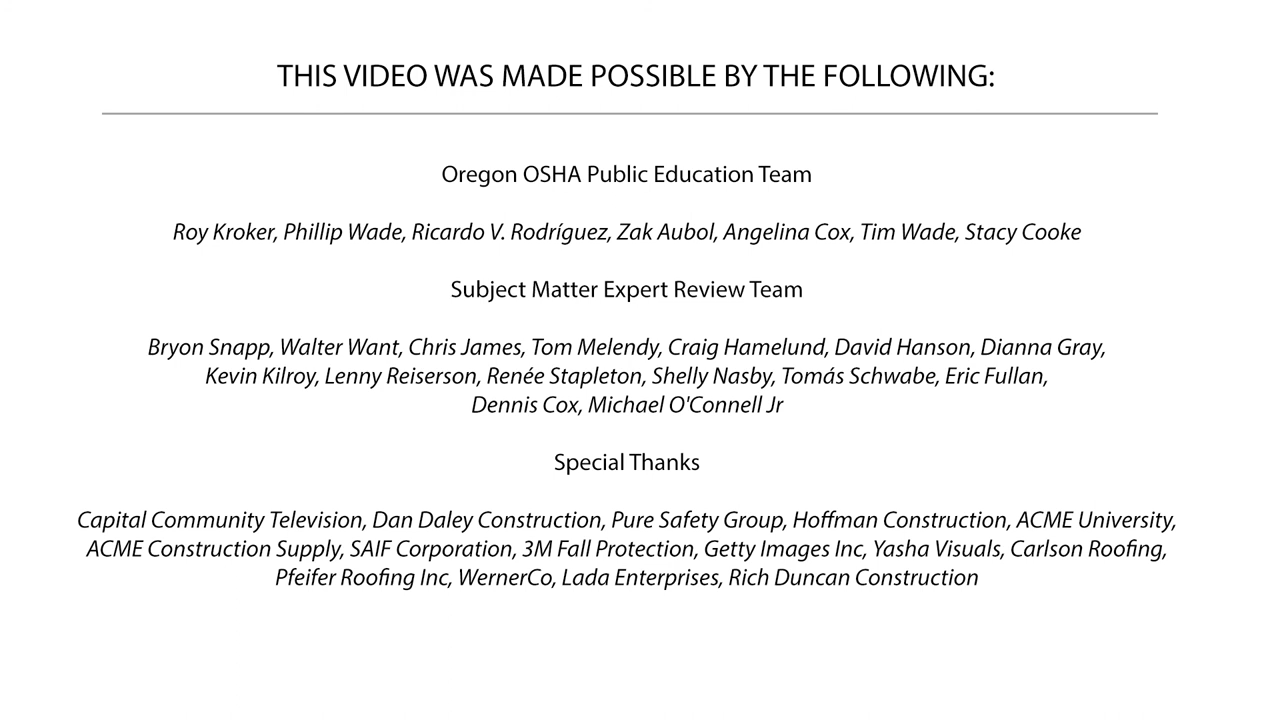 THIS VIDEO WAS MADE POSSIBLE BY THE FOLLOWING:
Oregon OSHA Public Education Team
Roy Kroker, Phillip Wade, Ricardo V. Rodríguez, Zak Aubol, Angelina Cox, Tim Wade, Stacy Cooke
Subject Matter Expert Review Team
Bryon Snapp, Walter Want, Chris James, Tom Melendy, Craig Hamelund, David Hanson, Dianna Gray,
Kevin Kilroy, Lenny Reiserson, Renée Stapleton, Shelly Nasby, Tomás Schwabe, Eric Fullan,
Dennis Cox, Michael O'Connell Jr
Special Thanks
Capital Community Television, Dan Daley Construction, Pure Safety Group, Hoffman Construction, ACME University,
ACME Construction Supply, SAIF Corporation, 3M Fall Protection, Getty Images Inc, Yasha Visuals, Carlson Roofing,
Pfeifer Roofing Inc, WernerCo, Lada Enterprises, Rich Duncan Construction